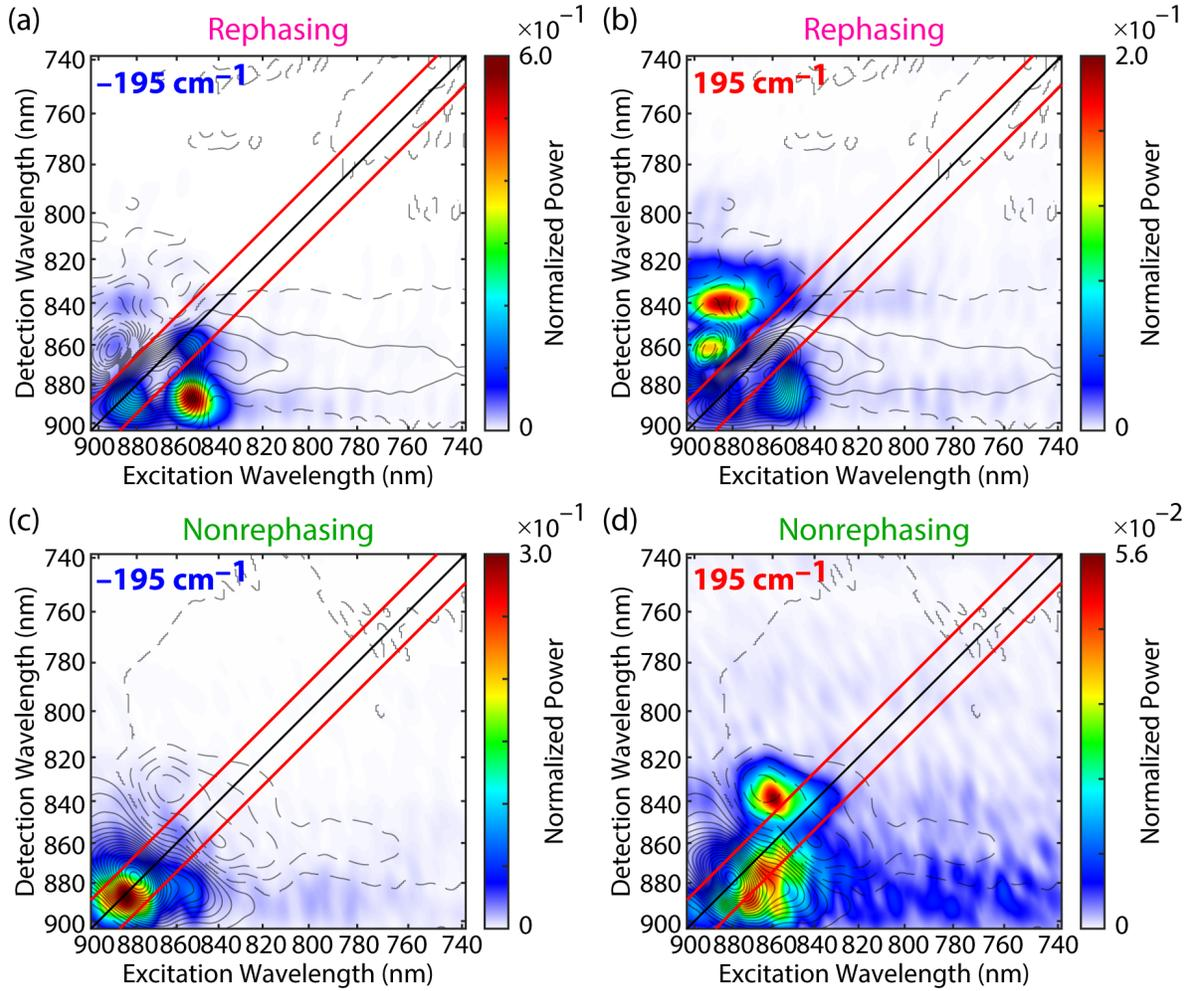 (a)
Rephasing
×10⁻¹
−195 cm⁻¹
6.0
0
Normalized Power
Detection Wavelength (nm)
740
760
780
800
820
840
860
880
900
900 880 860 840 820 800 780 760 740
Excitation Wavelength (nm)
(b)
Rephasing
×10⁻¹
195 cm⁻¹
2.0
0
Normalized Power
Detection Wavelength (nm)
740
760
780
800
820
840
860
880
900
900 880 860 840 820 800 780 760 740
Excitation Wavelength (nm)
(c)
Nonrephasing
×10⁻¹
−195 cm⁻¹
3.0
0
Normalized Power
Detection Wavelength (nm)
740
760
780
800
820
840
860
880
900
900 880 860 840 820 800 780 760 740
Excitation Wavelength (nm)
(d)
Nonrephasing
×10⁻²
195 cm⁻¹
5.6
0
Normalized Power
Detection Wavelength (nm)
740
760
780
800
820
840
860
880
900
900 880 860 840 820 800 780 760 740
Excitation Wavelength (nm)